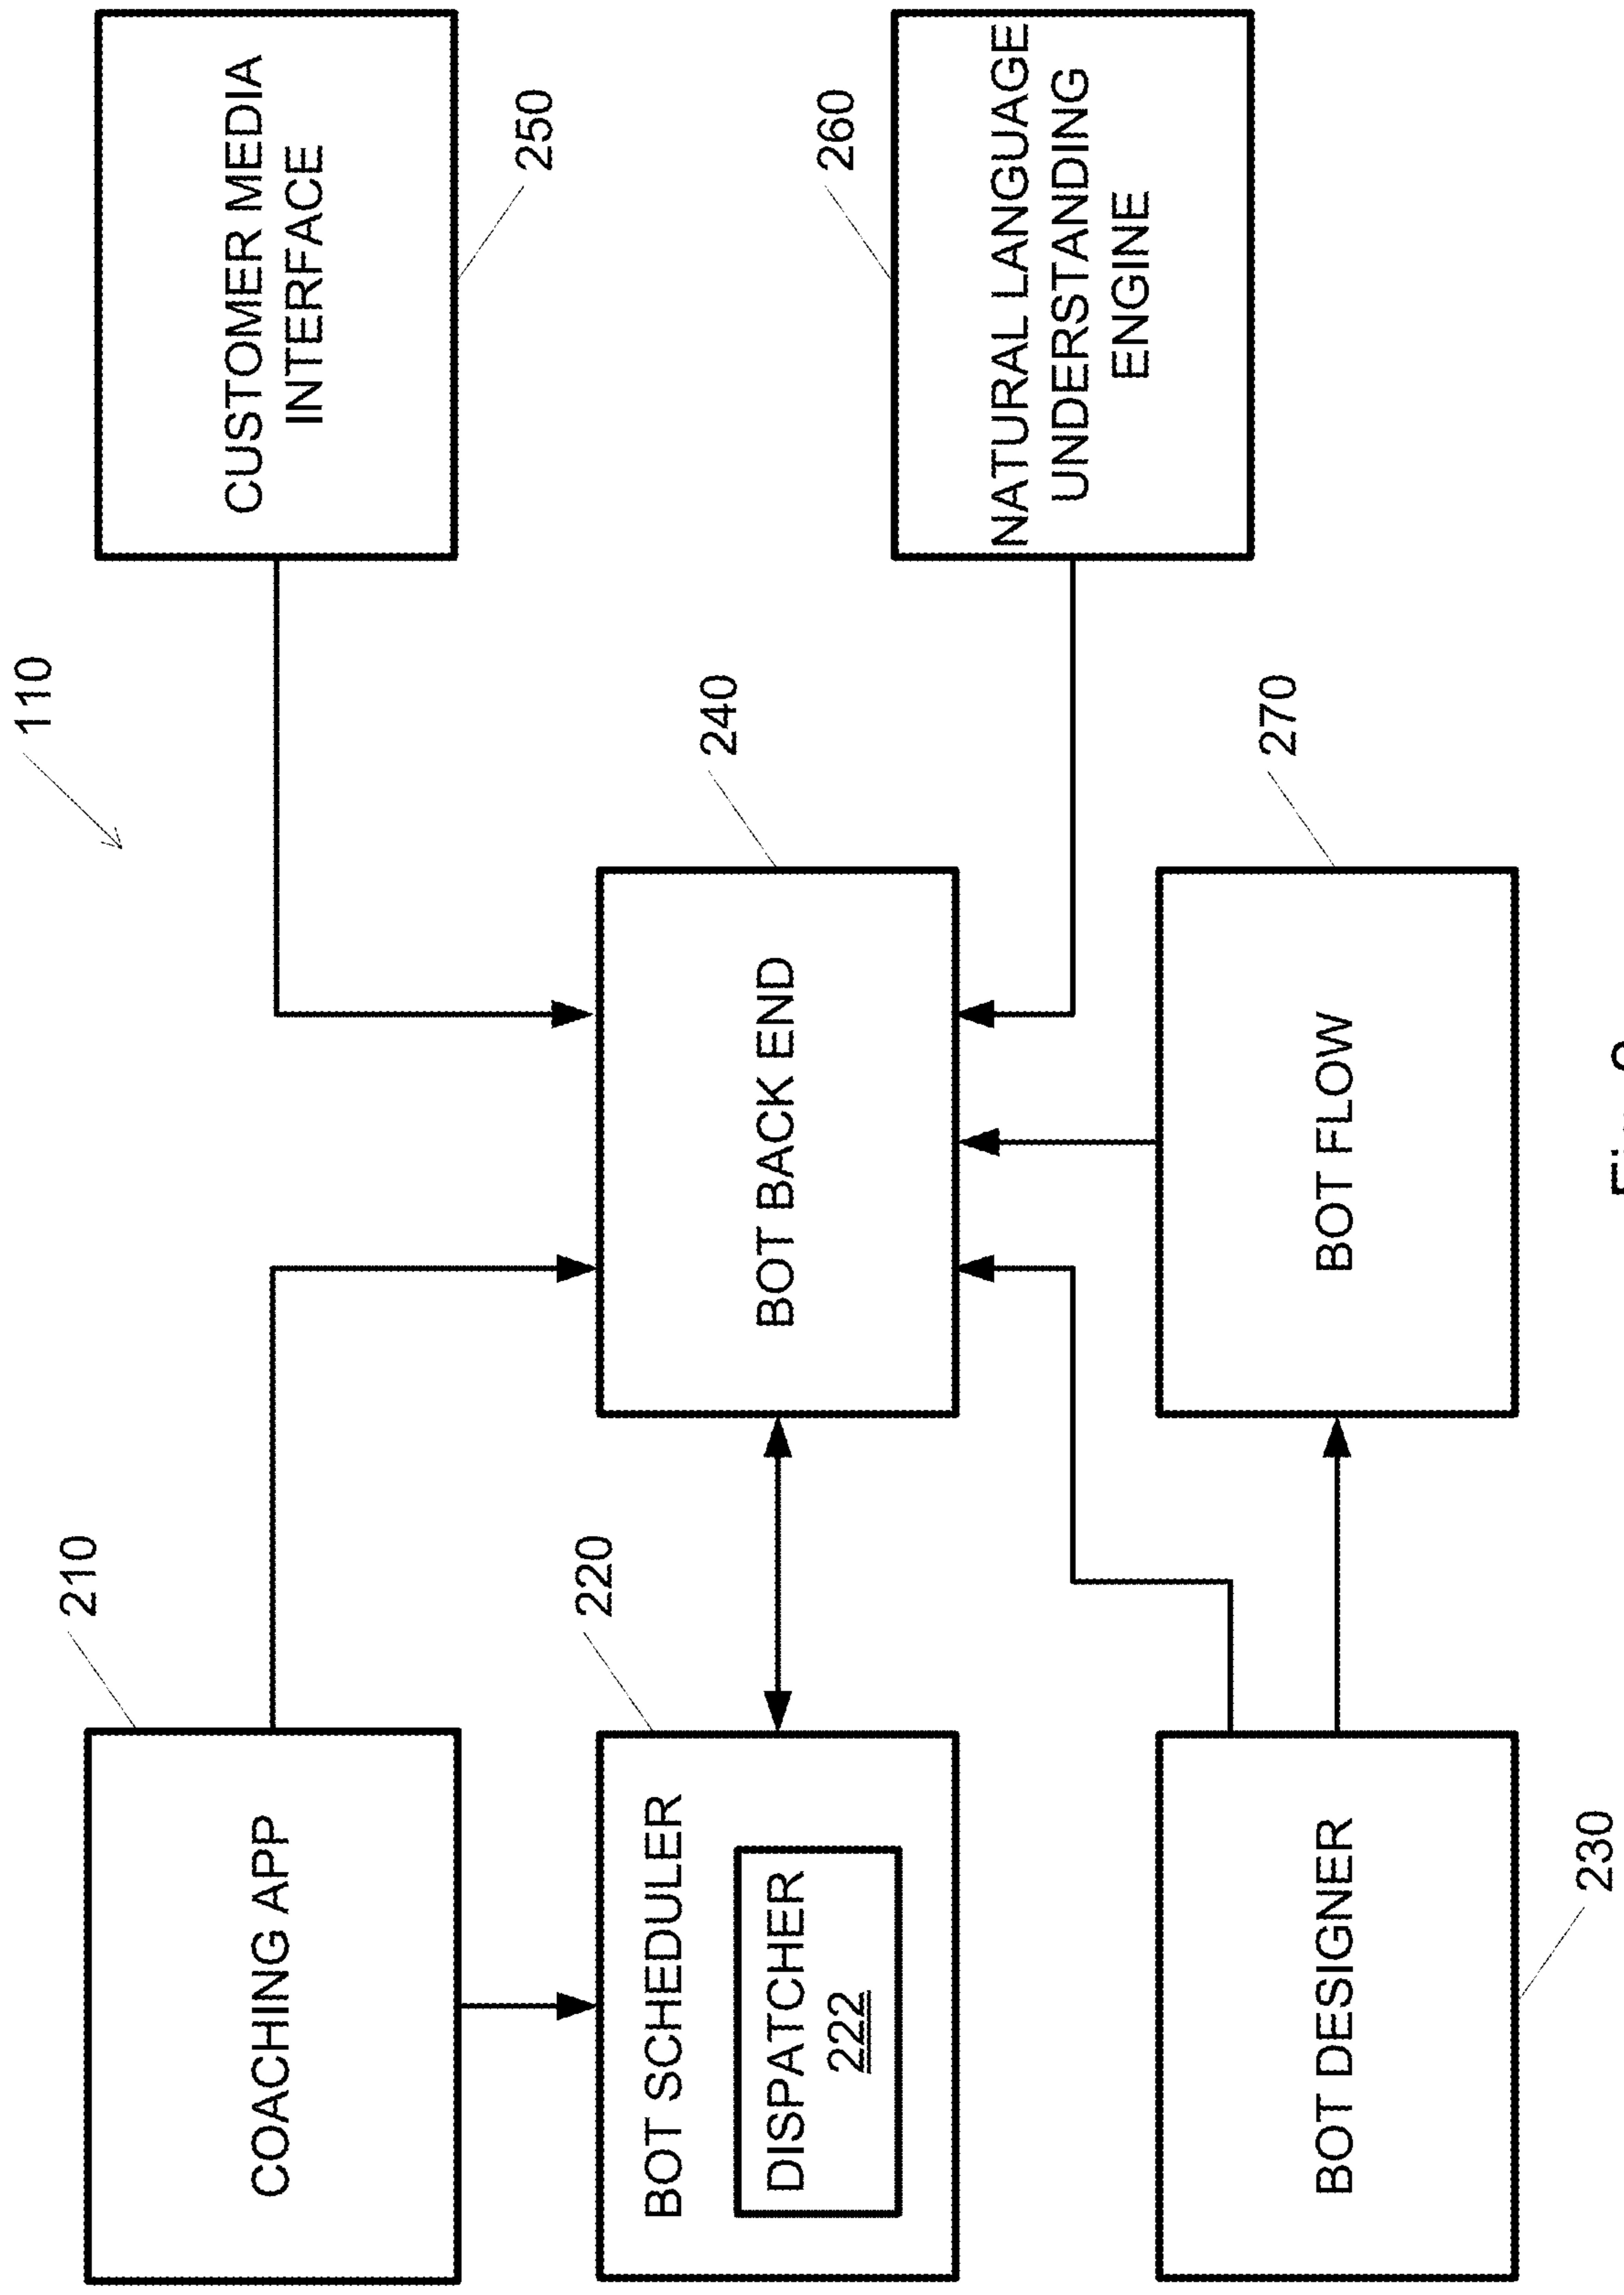 110
210
COACHING APP
CUSTOMER MEDIA
INTERFACE
250
220
BOT SCHEDULER
DISPATCHER
222
240
BOT BACK END
260
NATURAL LANGUAGE
UNDERSTANDING
ENGINE
BOT DESIGNER
230
270
BOT FLOW